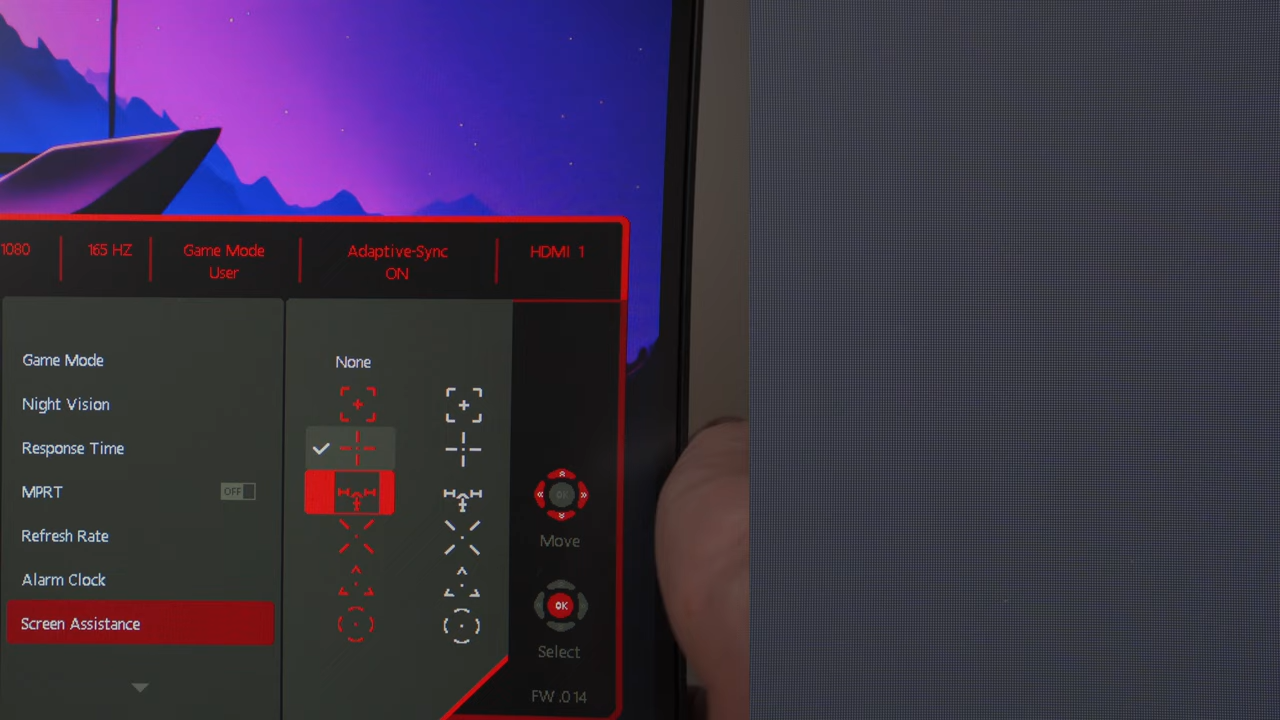 1080
165 HZ
Game Mode
User
Adaptive-Sync
ON
HDMI 1
Game Mode
Night Vision
Response Time
MPRT
OFF
Refresh Rate
Alarm Clock
Screen Assistance
None
OK
Move
OK
Select
FW .014